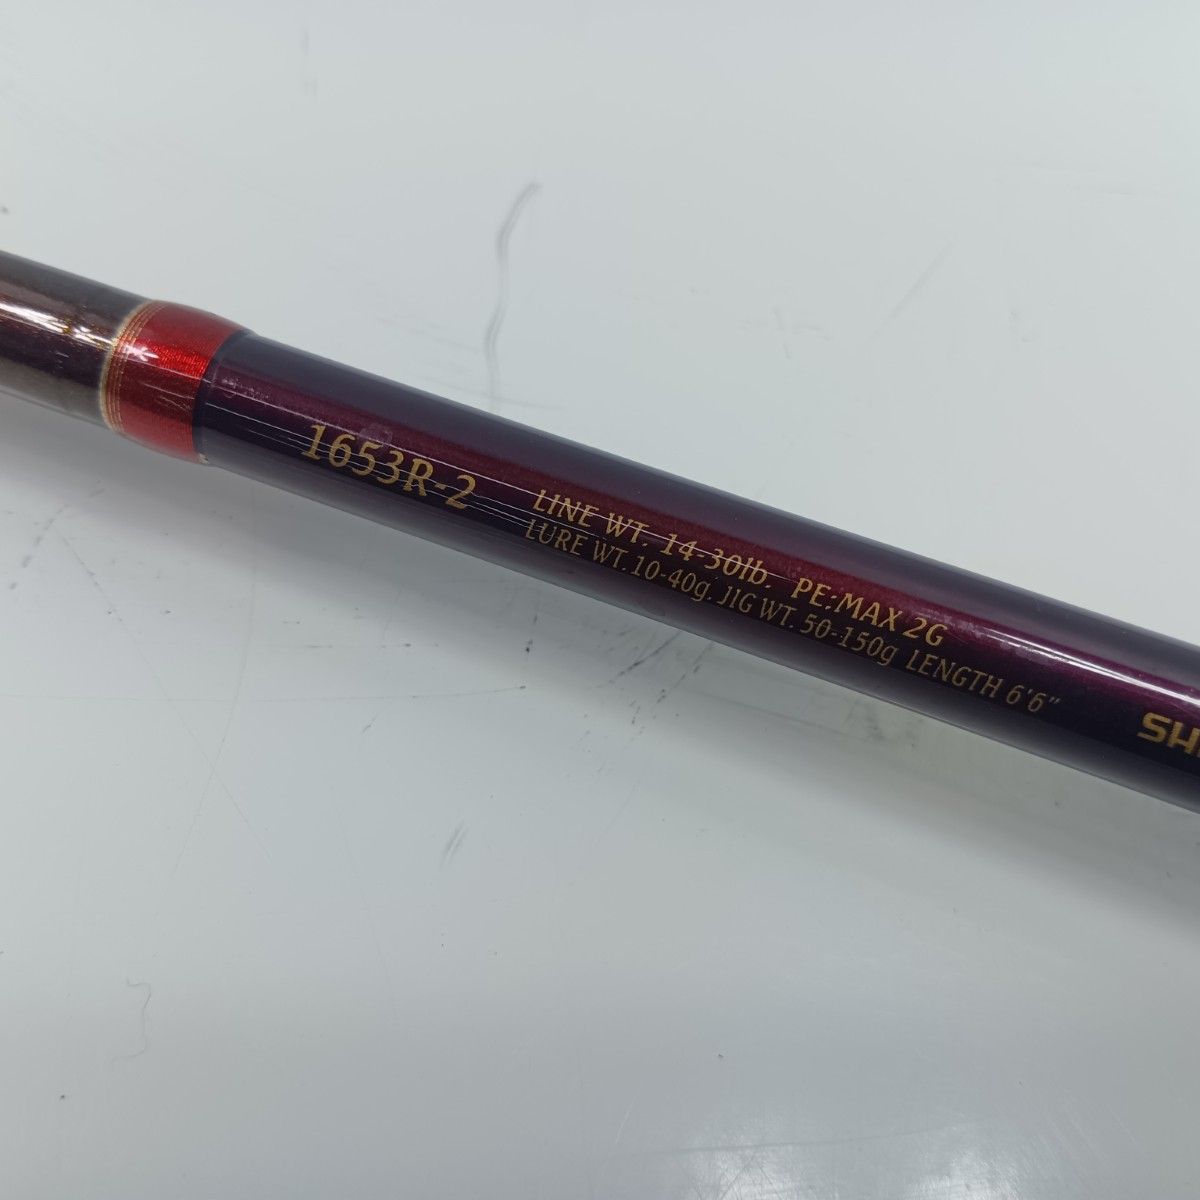 1653R-2
LINE WT. 14-30lb. PE:MAX 2G
LURE WT. 10-40g. JIG WT. 50-150g LENGTH 6'6"